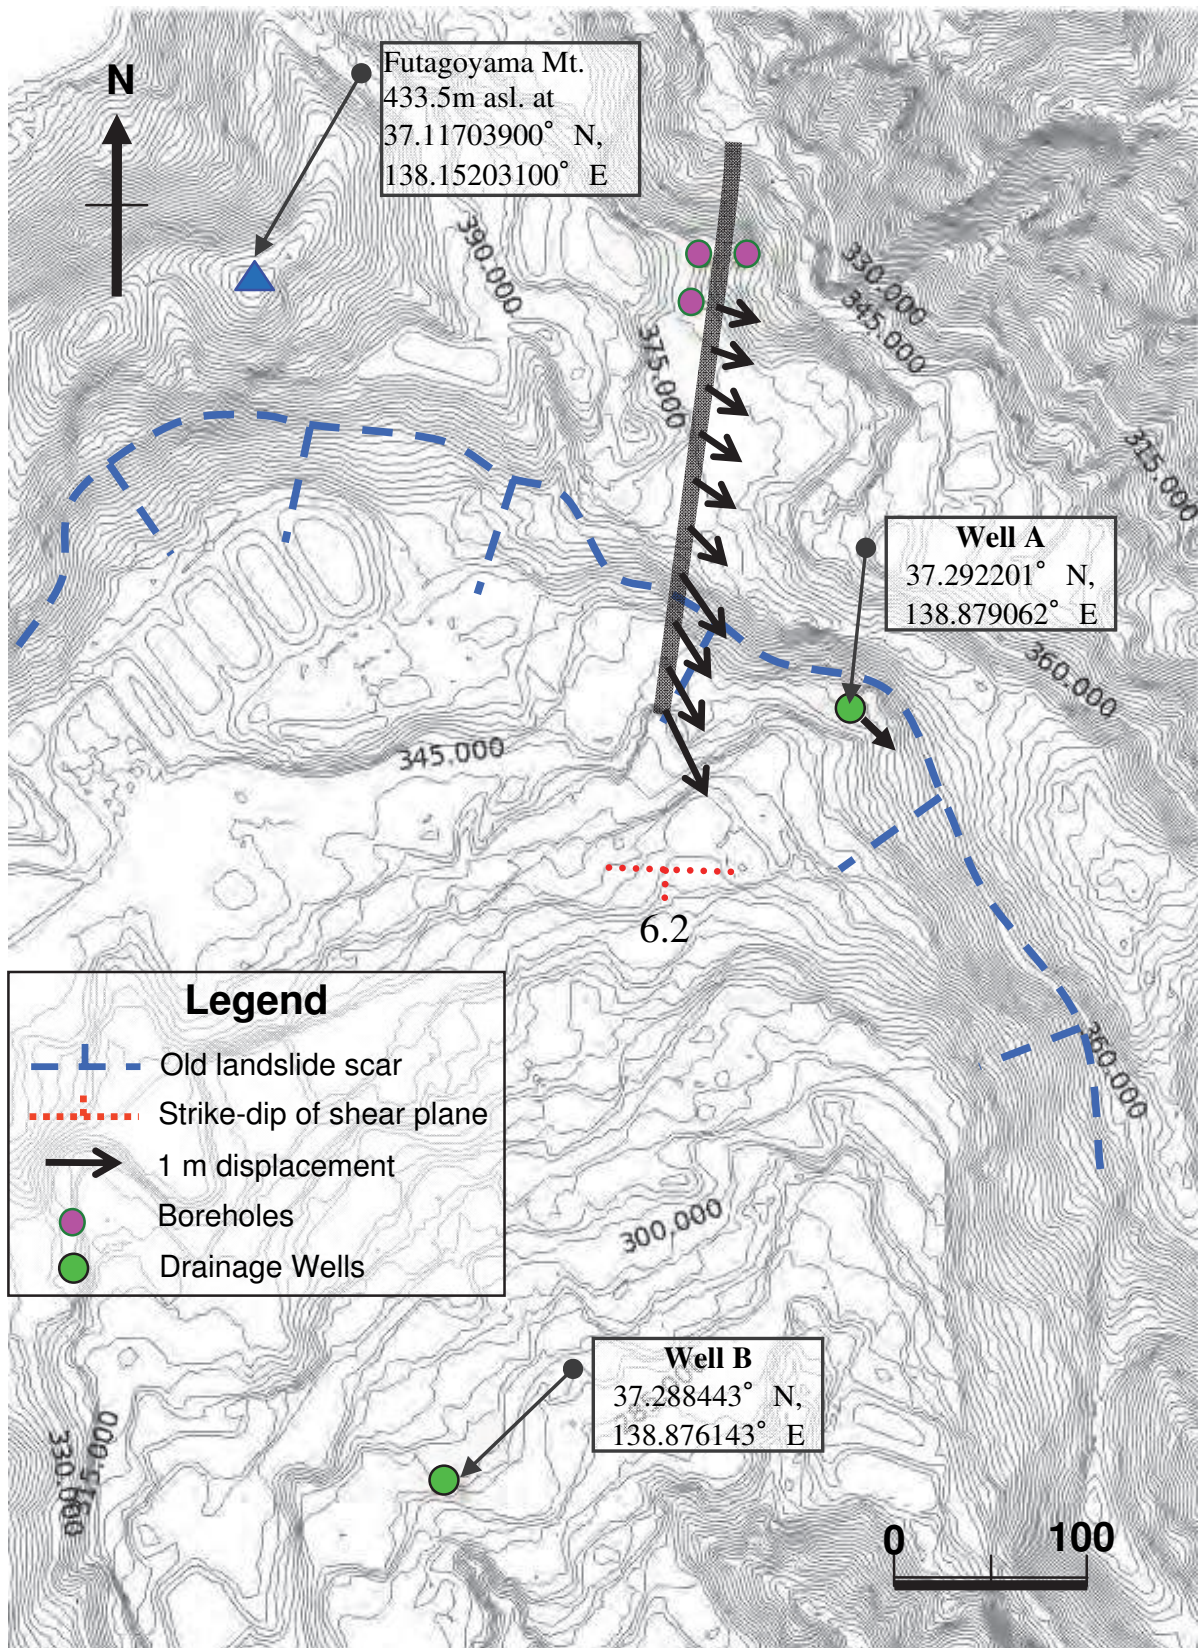 N
Futagoyama Mt.
433.5m asl. at
37.11703900° N,
138.15203100° E
390.000
330.000
345.000
375.000
315.000
Well A
37.292201° N,
138.879062° E
360.000
345.000
6.2
Legend
Old landslide scar
Strike-dip of shear plane
1 m displacement
Boreholes
Drainage Wells
360.000
300.000
Well B
37.288443° N,
138.876143° E
285.000
315.000
330.000
0 100